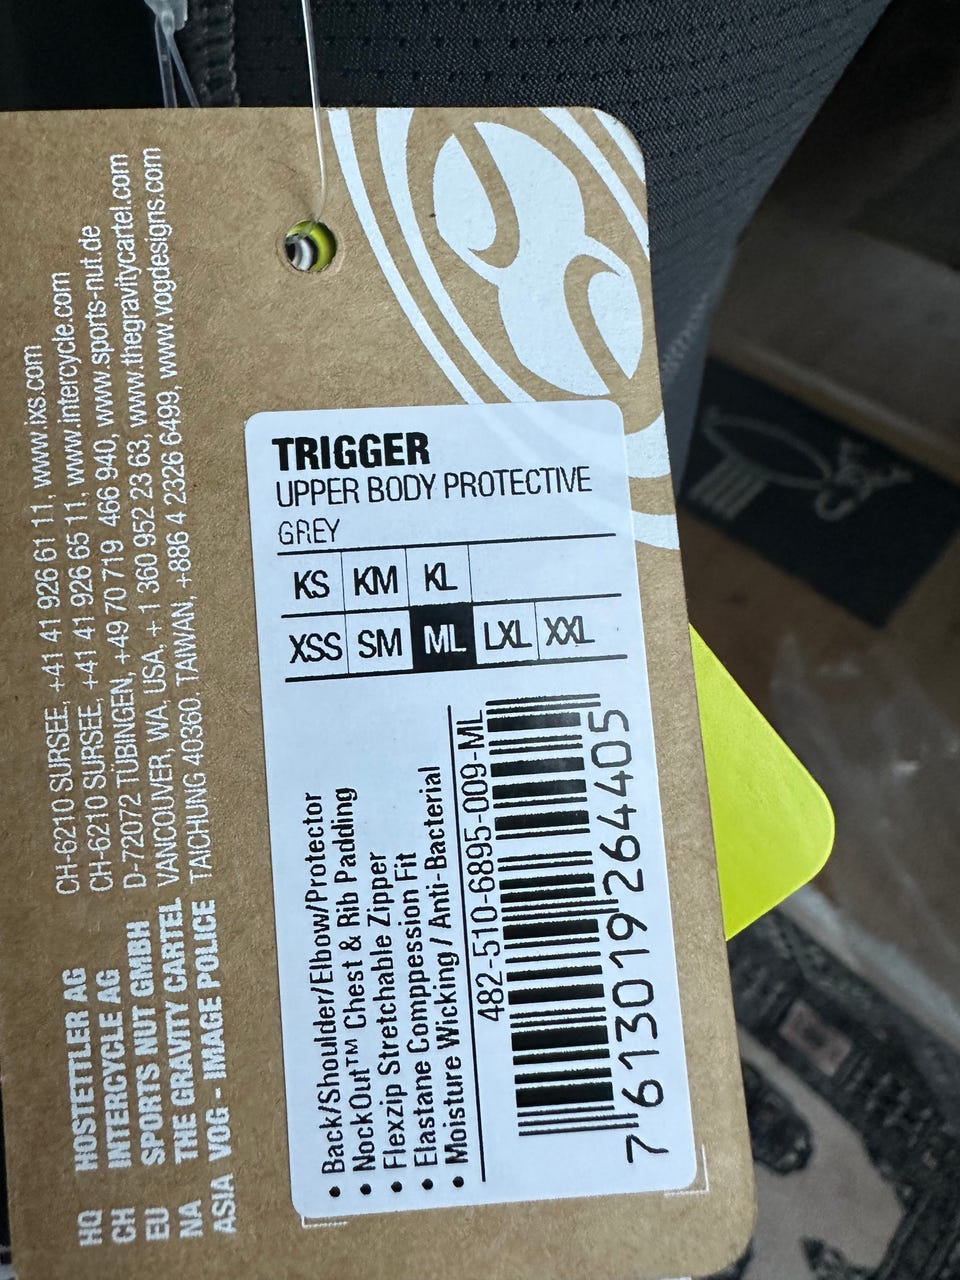 HQ HOSTETTLER AG CH-6210 SURSEE, +41 41 926 61 11, www.ixs.com
CH INTERCYCLE AG CH-6210 SURSEE, +41 41 926 65 11, www.intercycle.com
EU SPORTS NUT GMBH D-72072 TÜBINGEN, +49 70 719 466 940, www.sports-nut.de
NA THE GRAVITY CARTEL VANCOUVER, WA, USA, + 1 360 952 23 63, www.thegravitycartel.com
ASIA VOG - IMAGE POLICE TAICHUNG 40360. TAIWAN, +886 4 2326 6499, www.vogdesigns.com
TRIGGER
UPPER BODY PROTECTIVE
GREY
KS KM KL
XSS SM ML LXL XXL
• Back/Shoulder/Elbow/Protector
• NockOut™ Chest & Rib Padding
• Flexzip Stretchable Zipper
• Elastane Comppession Fit
• Moisture Wicking / Anti-Bacterial
482-510-6895-009-ML
7613019264405